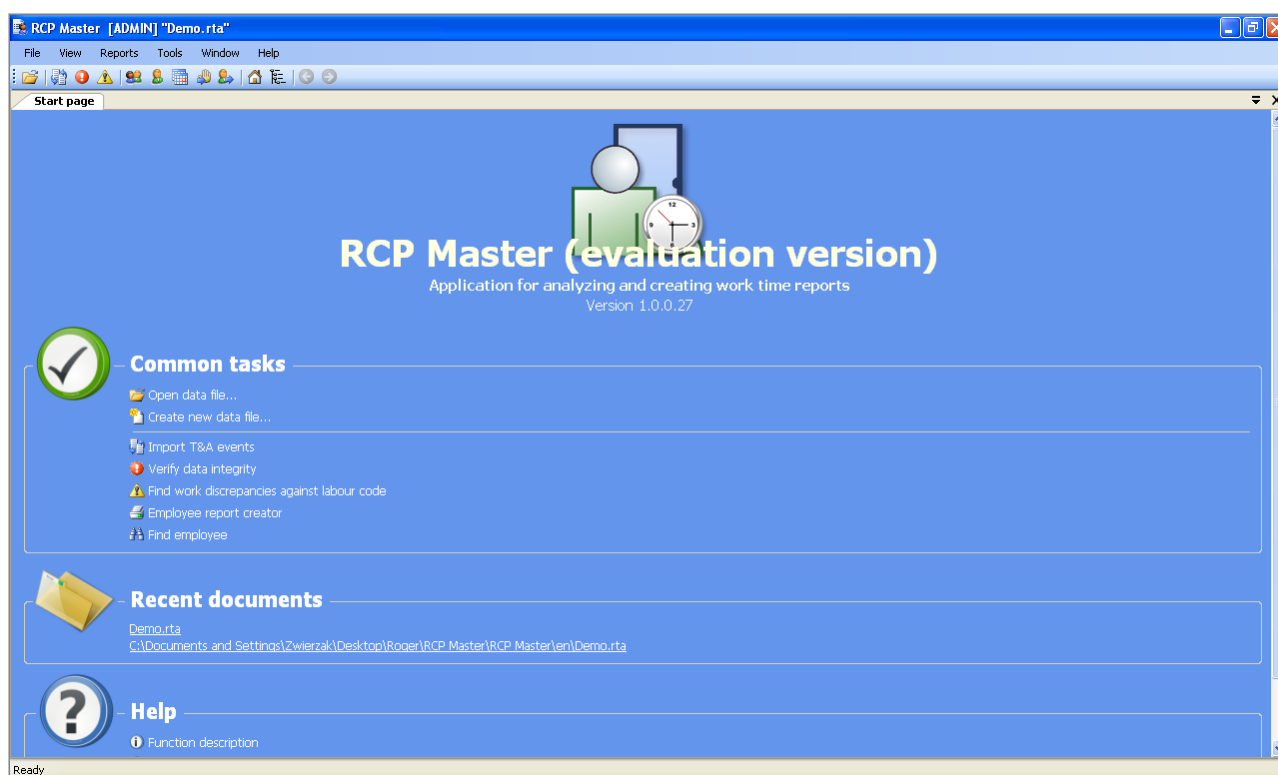 RCP Master [ADMIN] "Demo.rta"
File View Reports Tools Window Help
Start page
12
3
RCP Master (evaluation version)
Application for analyzing and creating work time reports
Version 1.0.0.27
Common tasks
Open data file...
Create new data file...
Import T&A events
Verify data integrity
Find work discrepancies against labour code
Employee report creator
Find employee
Recent documents
Demo.rta
C:\Documents and Settings\Zwierzak\Desktop\Roger\RCP Master\RCP Master\en\Demo.rta
Help
Function description
Ready